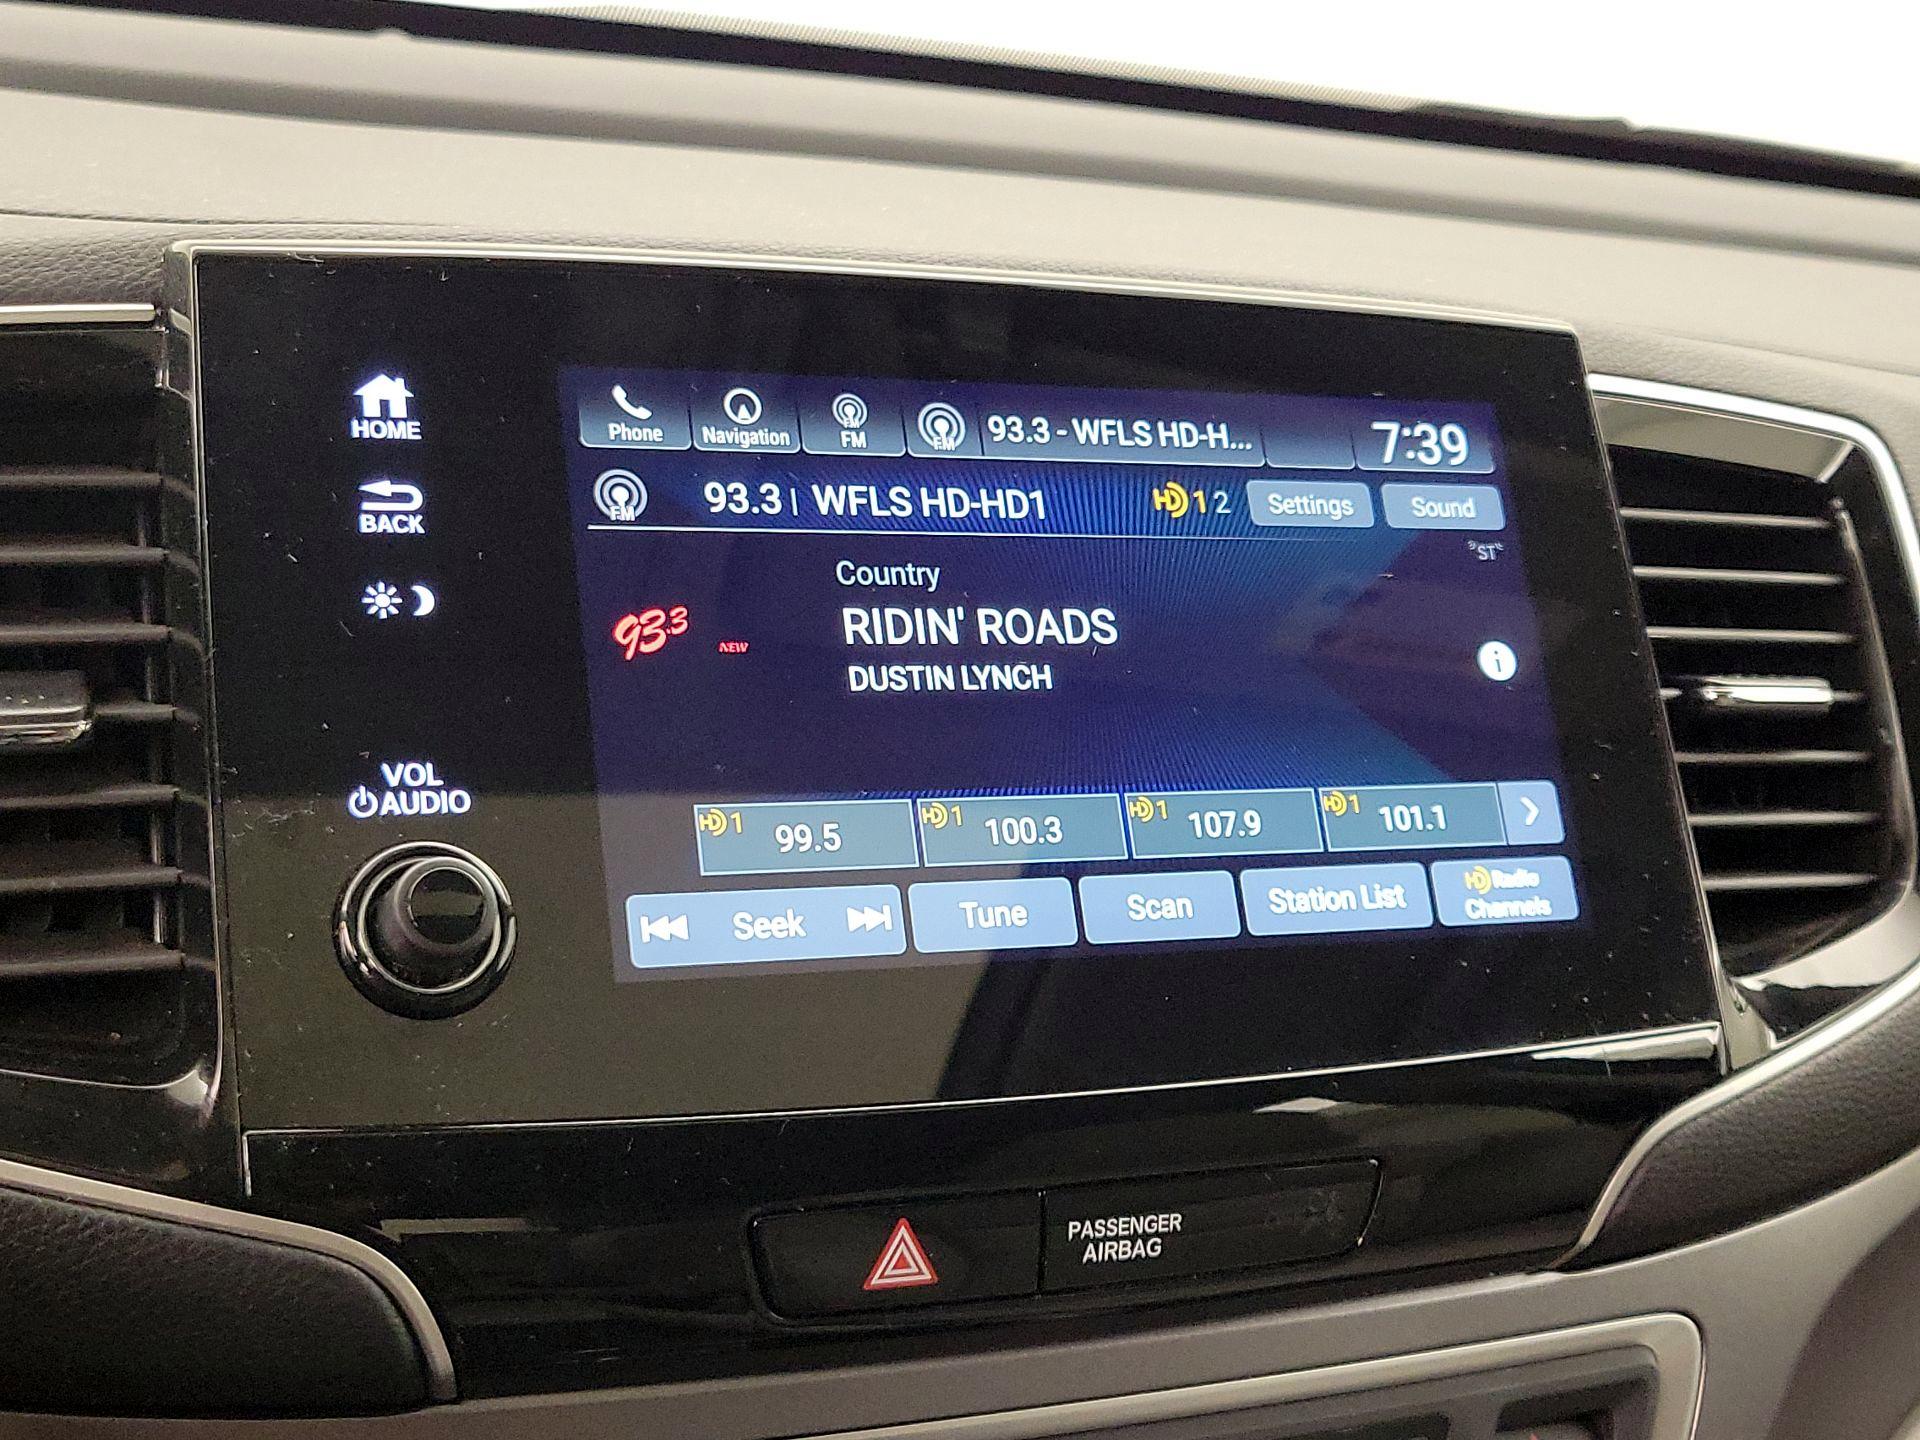 HOME
BACK
VOL
AUDIO
Phone
Navigation
FM
FM
93.3 - WFLS HD-H...
7:39
FM
93.3 | WFLS HD-HD1
HD 1 2
Settings
Sound
ST
Country
93.3
NEW
RIDIN' ROADS
DUSTIN LYNCH
i
HD 1 99.5
HD 1 100.3
HD 1 107.9
HD 1 101.1
Seek
Tune
Scan
Station List
HD Radio
Channels
PASSENGER
AIRBAG